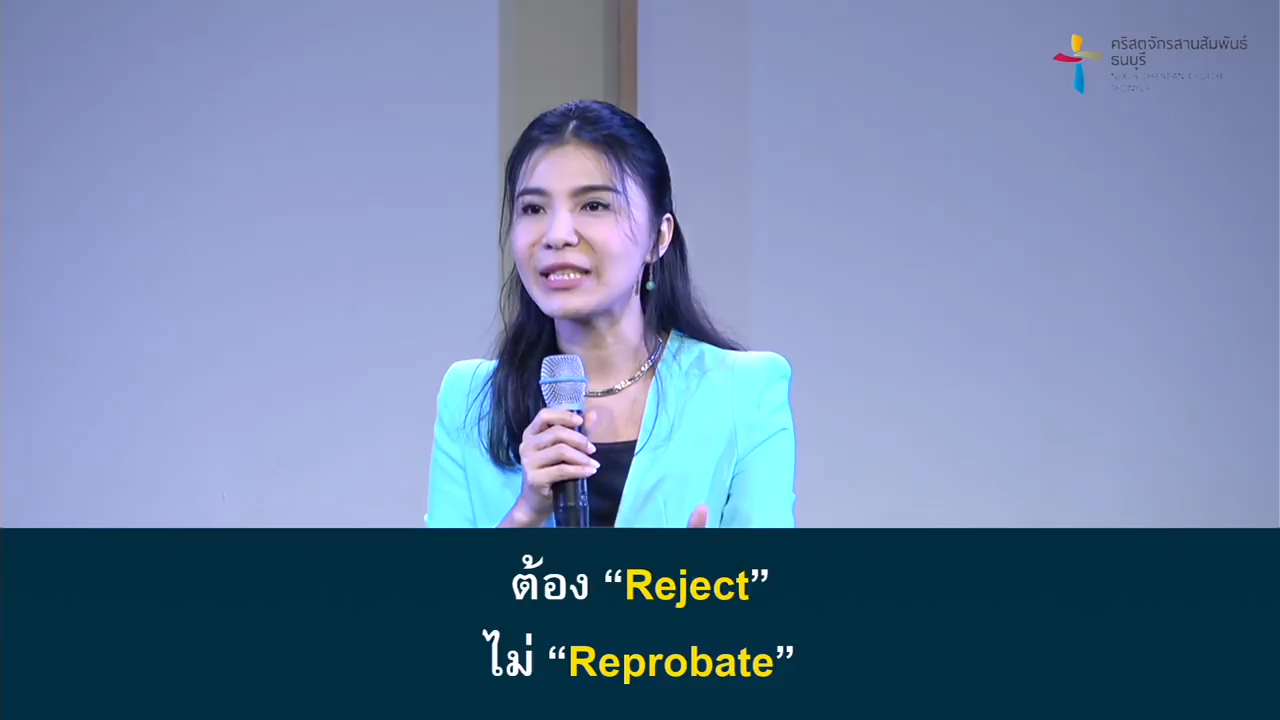 คริสตจักรสานสัมพันธ์
ธนบุรี
ต้อง “Reject”
ไม่ “Reprobate”